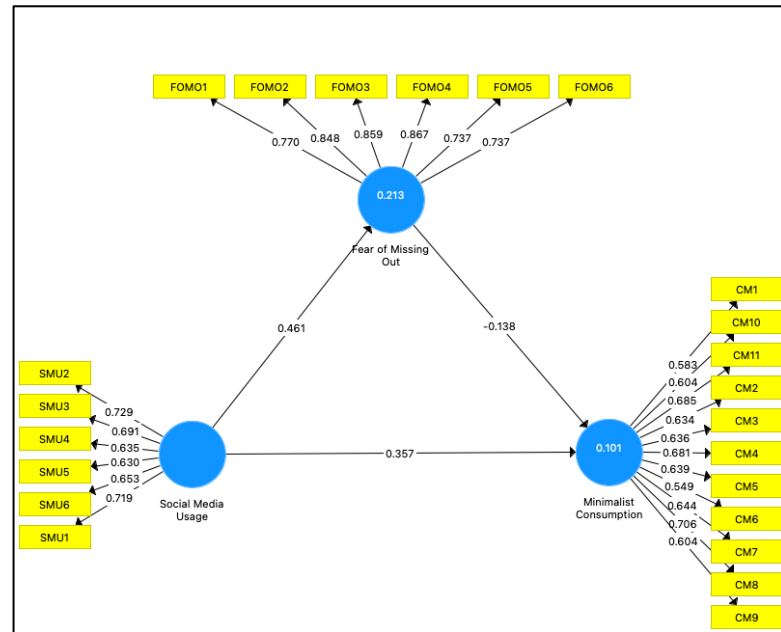 FOMO1 FOMO2 FOMO3 FOMO4 FOMO5 FOMO6
0.770 0.848 0.859 0.867 0.737 0.737
0.213
Fear of Missing
Out
0.461
-0.138
SMU2
SMU3
SMU4
SMU5
SMU6
SMU1
0.729
0.691
0.635
0.630
0.653
0.719
Social Media
Usage
0.357
0.101
Minimalist
Consumption
0.583
0.604
0.685
0.634
0.636
0.681
0.639
0.549
0.644
0.706
0.604
CM1
CM10
CM11
CM2
CM3
CM4
CM5
CM6
CM7
CM8
CM9